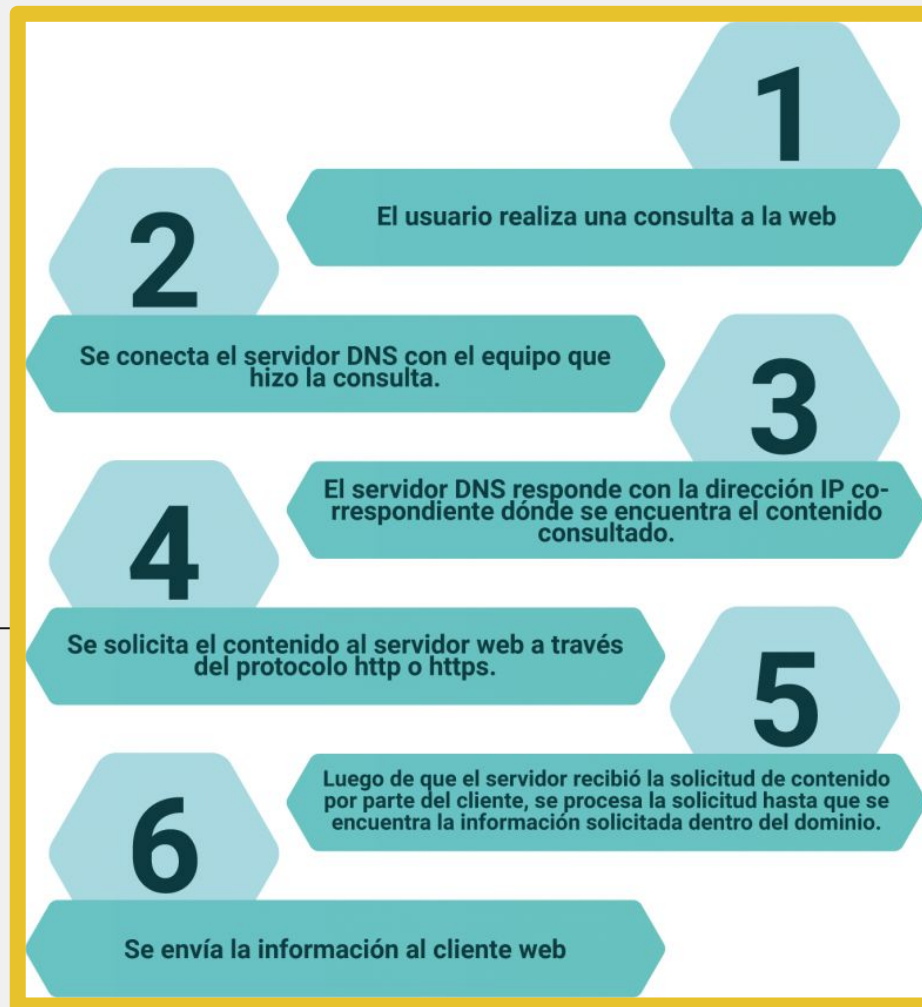 1
El usuario realiza una consulta a la web
2
Se conecta el servidor DNS con el equipo que
hizo la consulta.
3
El servidor DNS responde con la dirección IP co-
rrespondiente dónde se encuentra el contenido
consultado.
4
Se solicita el contenido al servidor web a través
del protocolo http o https.
5
Luego de que el servidor recibió la solicitud de contenido
por parte del cliente, se procesa la solicitud hasta que se
encuentra la información solicitada dentro del dominio.
6
Se envía la información al cliente web